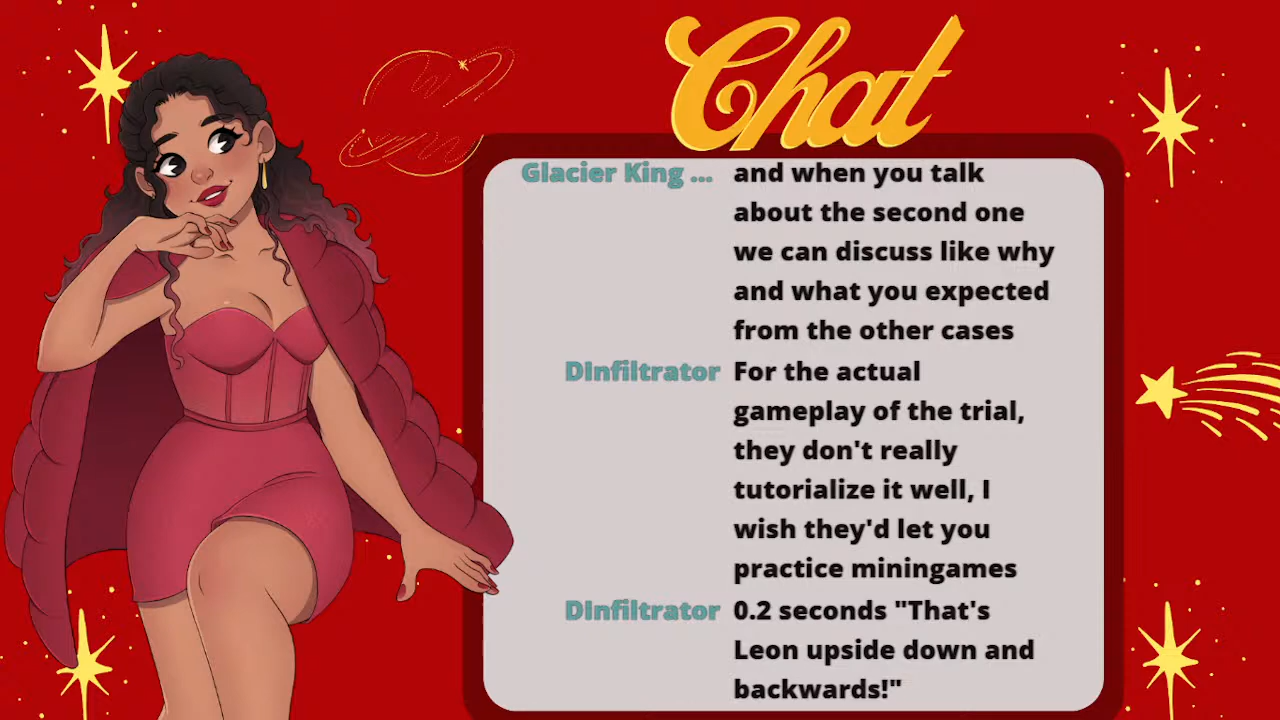 Chat
Glacier King ... and when you talk
about the second one
we can discuss like why
and what you expected
from the other cases
DInfiltrator For the actual
gameplay of the trial,
they don't really
tutorialize it well, I
wish they'd let you
practice miningames
DInfiltrator 0.2 seconds "That's
Leon upside down and
backwards!"